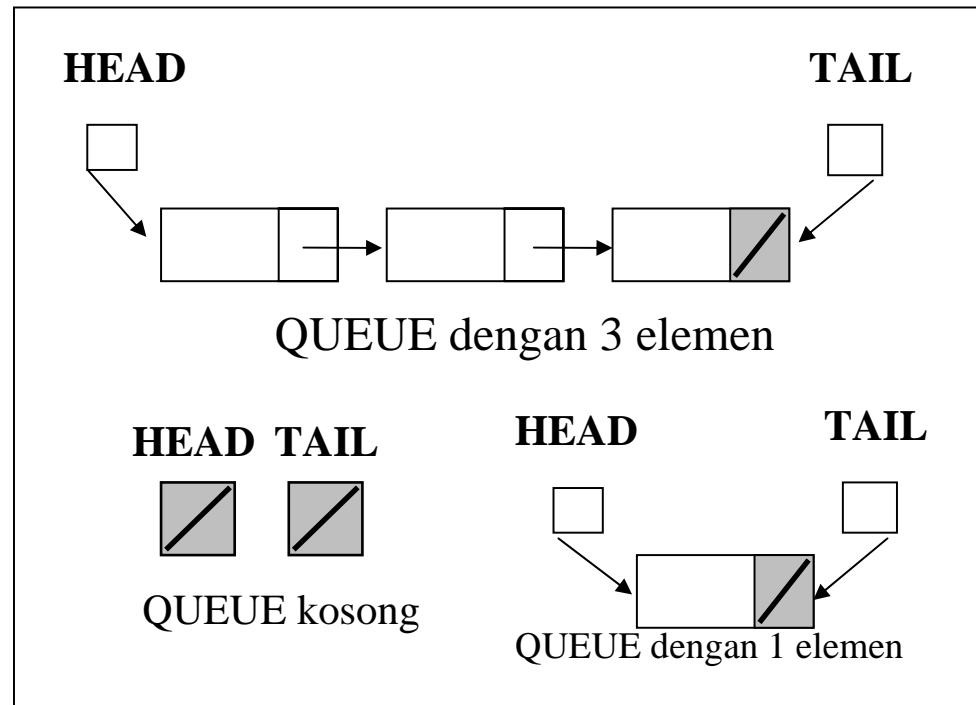 HEAD TAIL
QUEUE dengan 3 elemen
HEAD TAIL
QUEUE kosong
HEAD TAIL
QUEUE dengan 1 elemen